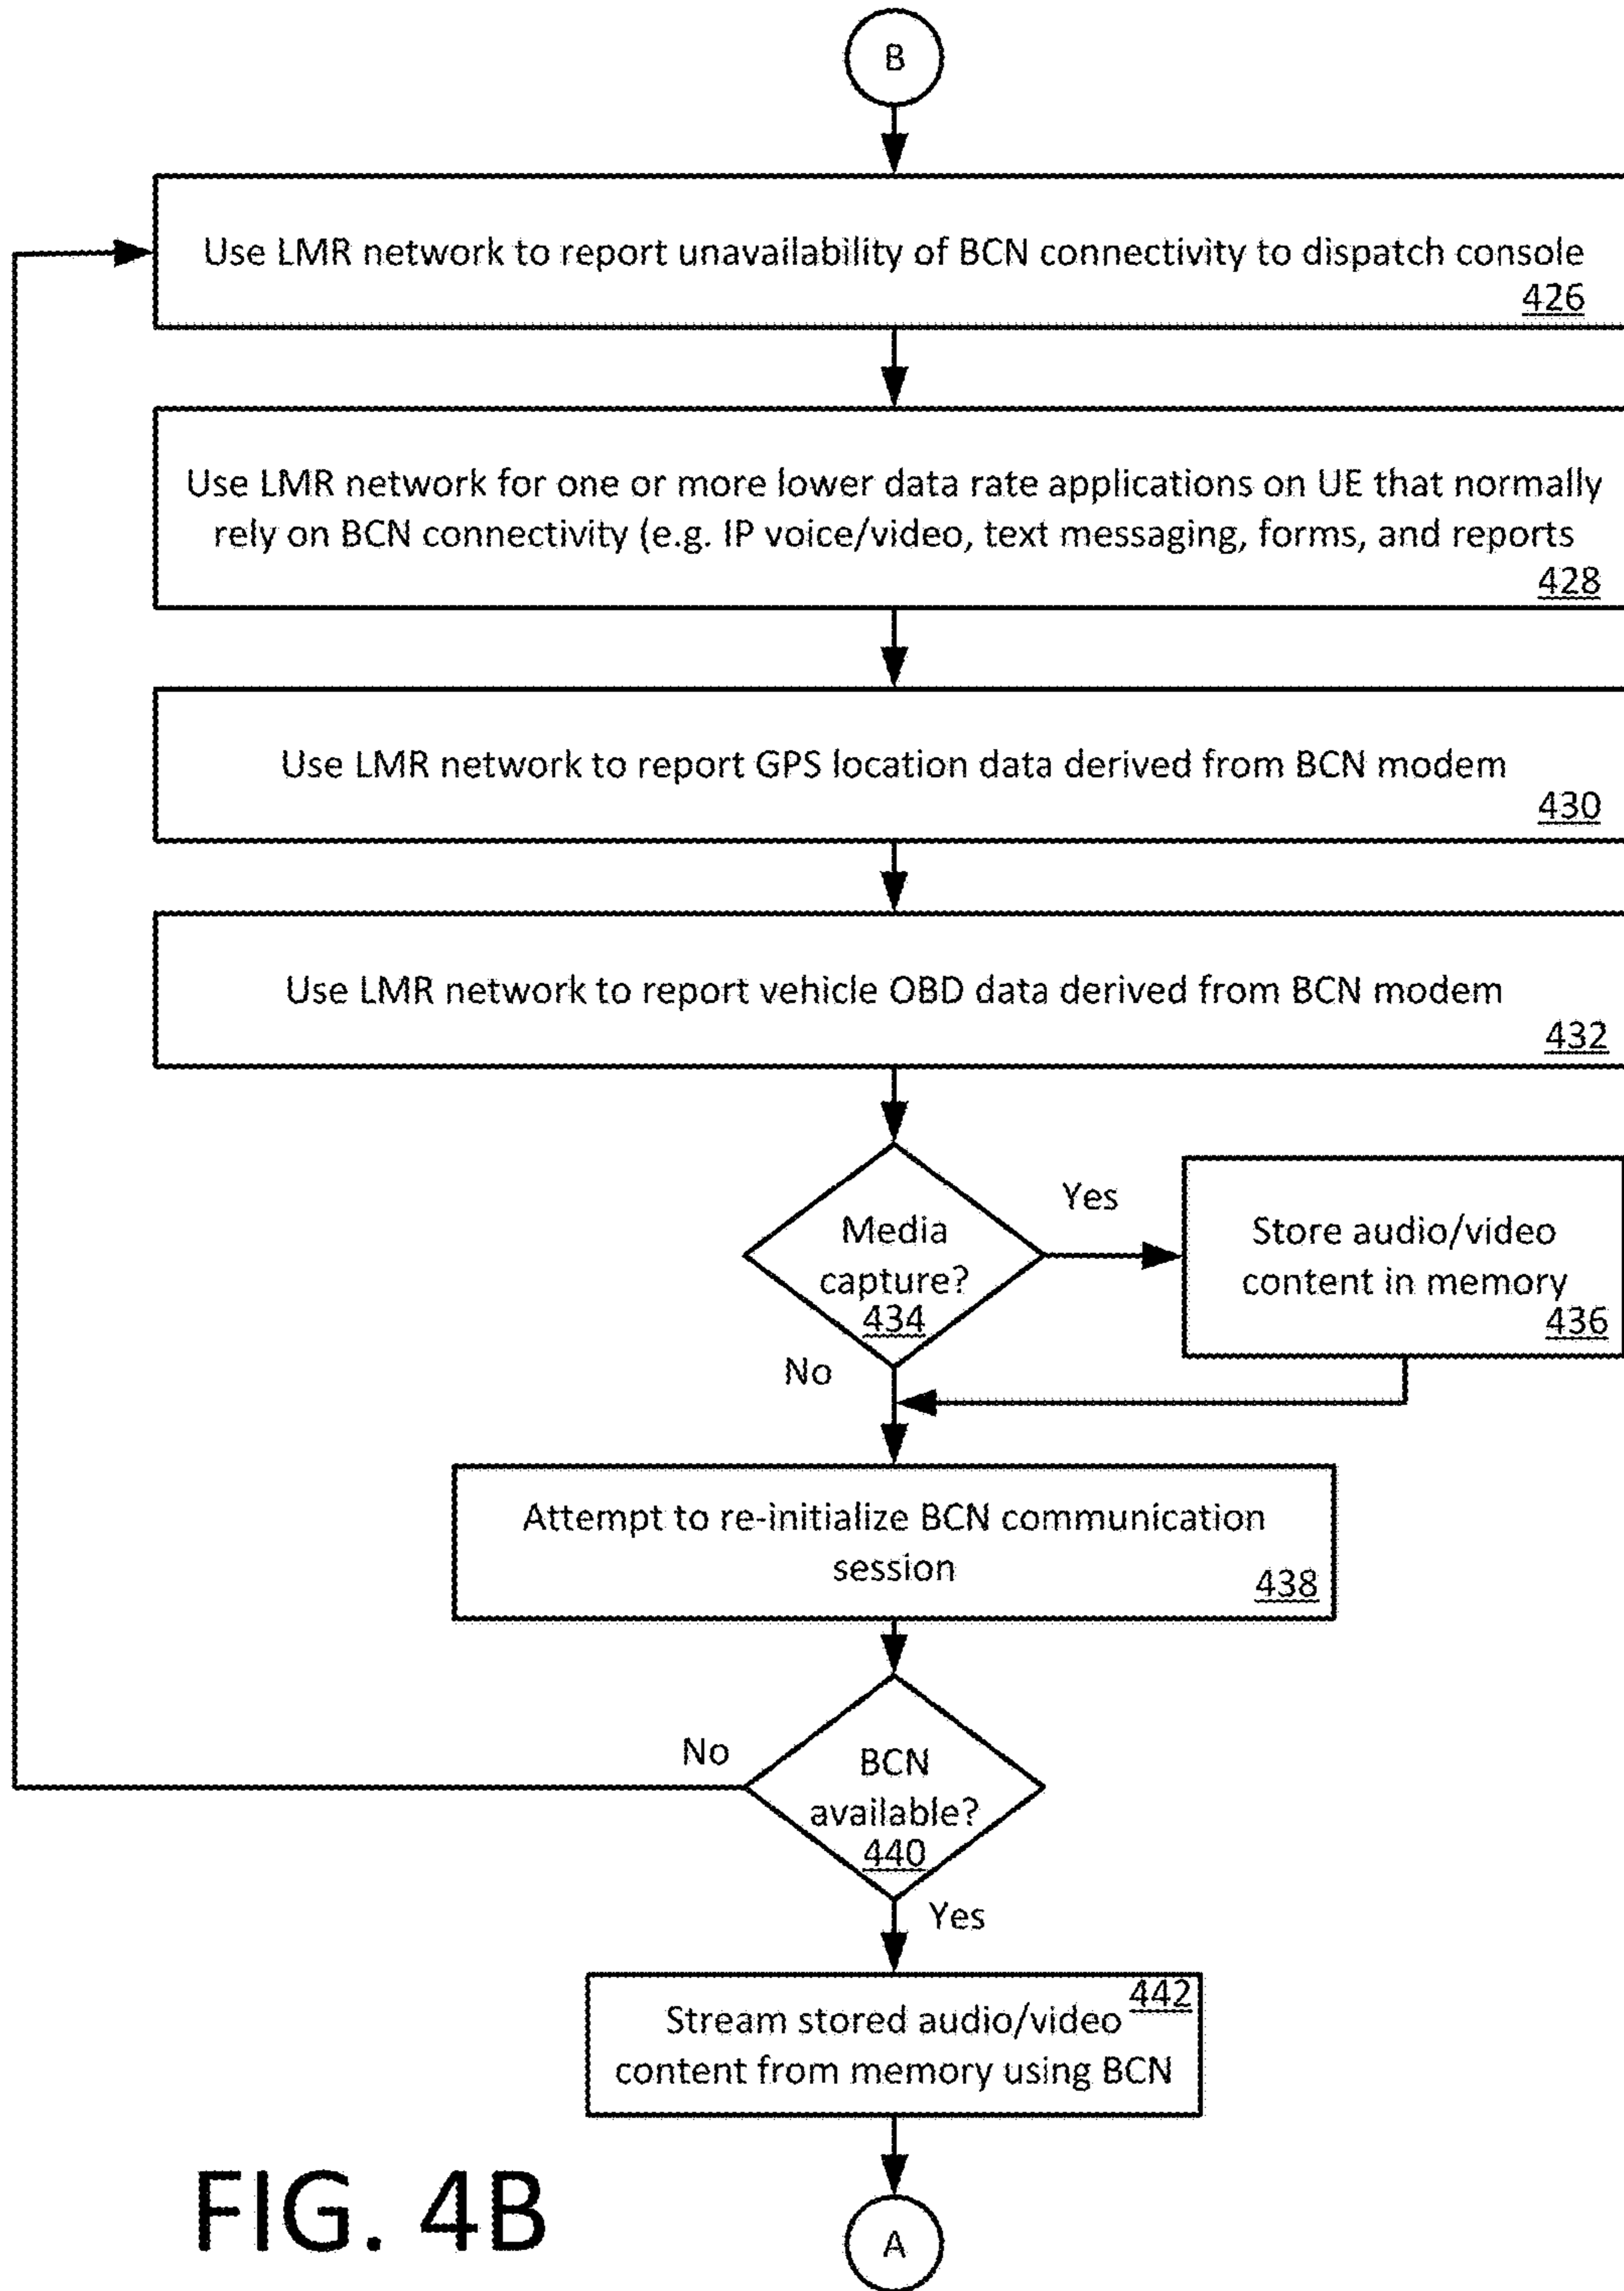 B
Use LMR network to report unavailability of BCN connectivity to dispatch console
426
Use LMR network for one or more lower data rate applications on UE that normally
rely on BCN connectivity (e.g. IP voice/video, text messaging, forms, and reports
428
Use LMR network to report GPS location data derived from BCN modem
430
Use LMR network to report vehicle OBD data derived from BCN modem
432
Media
capture?
434
Yes
Store audio/video
content in memory
436
No
Attempt to re-initialize BCN communication
session
438
No
BCN
available?
440
Yes
442
Stream stored audio/video
content from memory using BCN
FIG. 4B
A